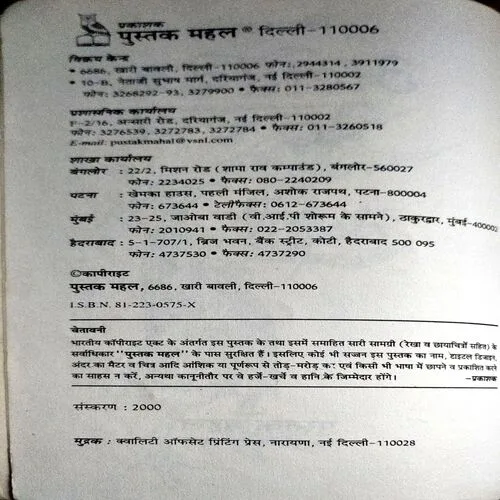 प्रकाशक
पुस्तक महल® दिल्ली-110006
विक्रय केन्द्र
• 6686, खारी बावली, दिल्ली-110006 फोन: 2944314, 3911979
• 10-B, नेताजी सुभाष मार्ग, दरियागंज, नई दिल्ली-110002
फोन: 3268292-93, 3279900 • फैक्स: 011-3280567
प्रशासनिक कार्यालय
F-2/16, अन्सारी रोड, दरियागंज, नई दिल्ली-110002
फोन: 3276539, 3272783, 3272784 • फैक्स: 011-3260518
E-mail: pustakmahal@vsnl.com
शाखा कार्यालय
बंगलौर : 22/2, मिशन रोड (शामा राव कम्पाउंड), बंगलौर-560027
फोन: 2234025 • फैक्स: 080-2240209
पटना : खेमका हाउस, पहली मंजिल, अशोक राजपथ, पटना-800004
फोन: 673644 • टेलीफैक्स: 0612-673644
मुंबई : 23-25, जाओबा वाडी (वी.आई.पी शोरूम के सामने), ठाकुरद्वार, मुंबई-400002
फोन: 2010941 • फैक्स: 022-2053387
हैदराबाद : 5-1-707/1, ब्रिज भवन, बैंक स्ट्रीट, कोटी, हैदराबाद 500 095
फोन: 4737530 • फैक्स: 4737290
©कापीराइट
पुस्तक महल, 6686, खारी बावली, दिल्ली-110006
I.S.B.N. 81-223-0575-X
चेतावनी
भारतीय कॉपीराइट एक्ट के अंतर्गत इस पुस्तक के तथा इसमें समाहित सारी सामग्री (रेखा व छायाचित्रों सहित) के
सर्वाधिकार "पुस्तक महल" के पास सुरक्षित हैं। इसलिए कोई भी सज्जन इस पुस्तक का नाम, टाइटल डिजाइन,
अंदर का मैटर व चित्र आदि आंशिक या पूर्णरूप से तोड़-मरोड़ कर एवं किसी भी भाषा में छापने व प्रकाशित करने
का साहस न करें, अन्यथा कानूनीतौर पर वे हर्जे-खर्चे व हानि के जिम्मेदार होंगे। -प्रकाशक
संस्करण : 2000
मुद्रक : क्वालिटी ऑफसेट प्रिंटिंग प्रेस, नारायणा, नई दिल्ली-110028